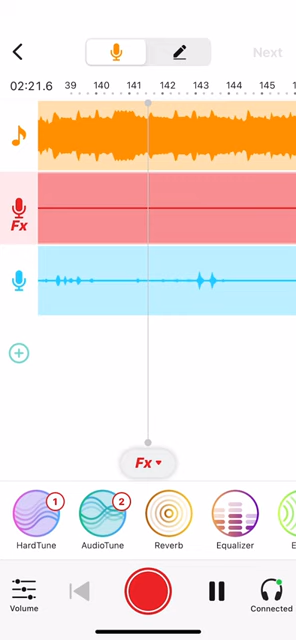 Next
02:21.6 39 140 141 142 143 144 145
Fx
Fx
1 2
HardTune AudioTune Reverb Equalizer E
Volume Connected